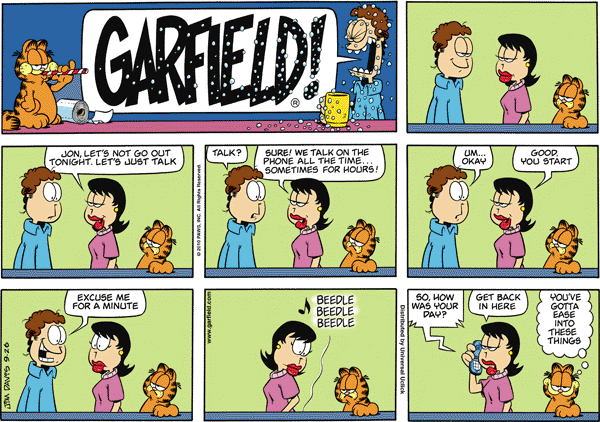 GARFIELD!
®
JON, LET'S NOT GO OUT
TONIGHT. LET'S JUST TALK
© 2010 PAWS, INC. All Rights Reserved.
TALK?
SURE! WE TALK ON THE
PHONE ALL THE TIME...
SOMETIMES FOR HOURS!
UM...
OKAY
GOOD.
YOU START
JIM DAVIS 9-26
EXCUSE ME
FOR A MINUTE
www.garfield.com
♪ BEEDLE
BEEDLE
BEEDLE
Distributed by Universal Uclick
SO, HOW
WAS YOUR
DAY?
GET BACK
IN HERE
YOU'VE
GOTTA
EASE
INTO
THESE
THINGS